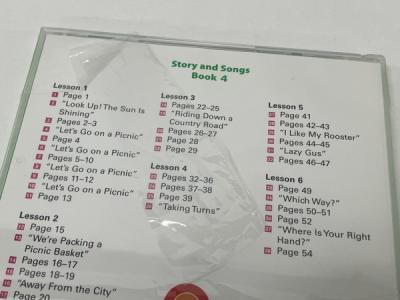 Story and Songs
Book 4
Lesson 1
Page 1
"Look Up! The Sun Is
Shining"
Pages 2–3
"Let's Go on a Picnic"
Page 4
"Let's Go on a Picnic"
Pages 5–10
"Let's Go on a Picnic"
Pages 11–12
"Let's Go on a Picnic"
Page 13
Lesson 2
12 Page 15
13 "We're Packing a
Picnic Basket"
Pages 16–17
Pages 18–19
"Away From the City"
Page 20
Lesson 3
Pages 22–25
"Riding Down a
Country Road"
Pages 26–27
Page 28
Page 29
Lesson 4
Pages 32–36
Pages 37–38
Page 39
"Taking Turns"
Lesson 5
Page 41
Pages 42–43
"I Like My Rooster"
Pages 44–45
"Lazy Gus"
Pages 46–47
Lesson 6
Page 49
"Which Way?"
Pages 50–51
Page 52
"Where Is Your Right
Hand?"
Page 54